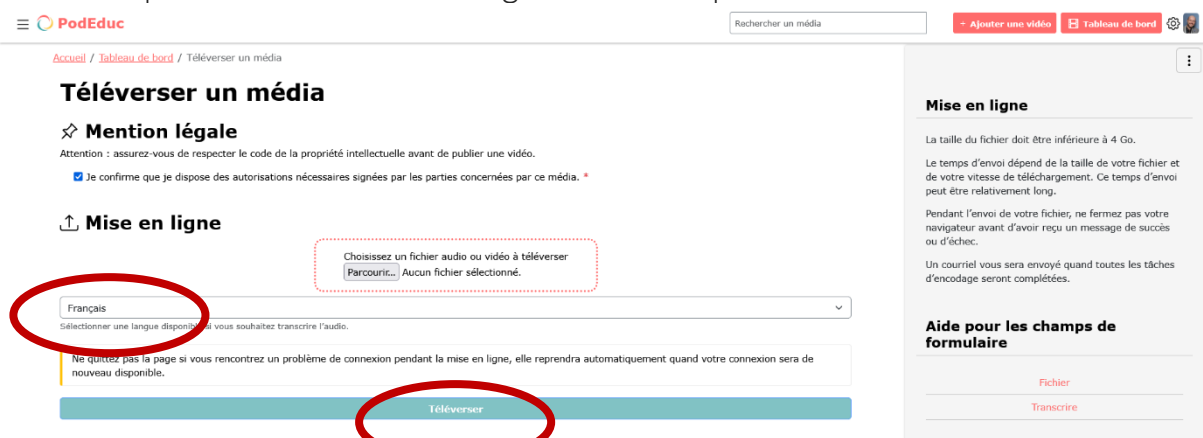 PodEduc
Rechercher un média
+ Ajouter une vidéo
Tableau de bord
Accueil / Tableau de bord / Téléverser un média
Téléverser un média
Mention légale
Attention : assurez-vous de respecter le code de la propriété intellectuelle avant de publier une vidéo.
Je confirme que je dispose des autorisations nécessaires signées par les parties concernées par ce média. *
Mise en ligne
Choisissez un fichier audio ou vidéo à téléverser
Parcourir... Aucun fichier sélectionné.
Français
Sélectionner une langue disponible si vous souhaitez transcrire l'audio.
Ne quittez pas la page si vous rencontrez un problème de connexion pendant la mise en ligne, elle reprendra automatiquement quand votre connexion sera de
nouveau disponible.
Téléverser
Mise en ligne
La taille du fichier doit être inférieure à 4 Go.
Le temps d'envoi dépend de la taille de votre fichier et
de votre vitesse de téléchargement. Ce temps d'envoi
peut être relativement long.
Pendant l'envoi de votre fichier, ne fermez pas votre
navigateur avant d'avoir reçu un message de succès
ou d'échec.
Un courriel vous sera envoyé quand toutes les tâches
d'encodage seront complétées.
Aide pour les champs de
formulaire
Fichier
Transcrire